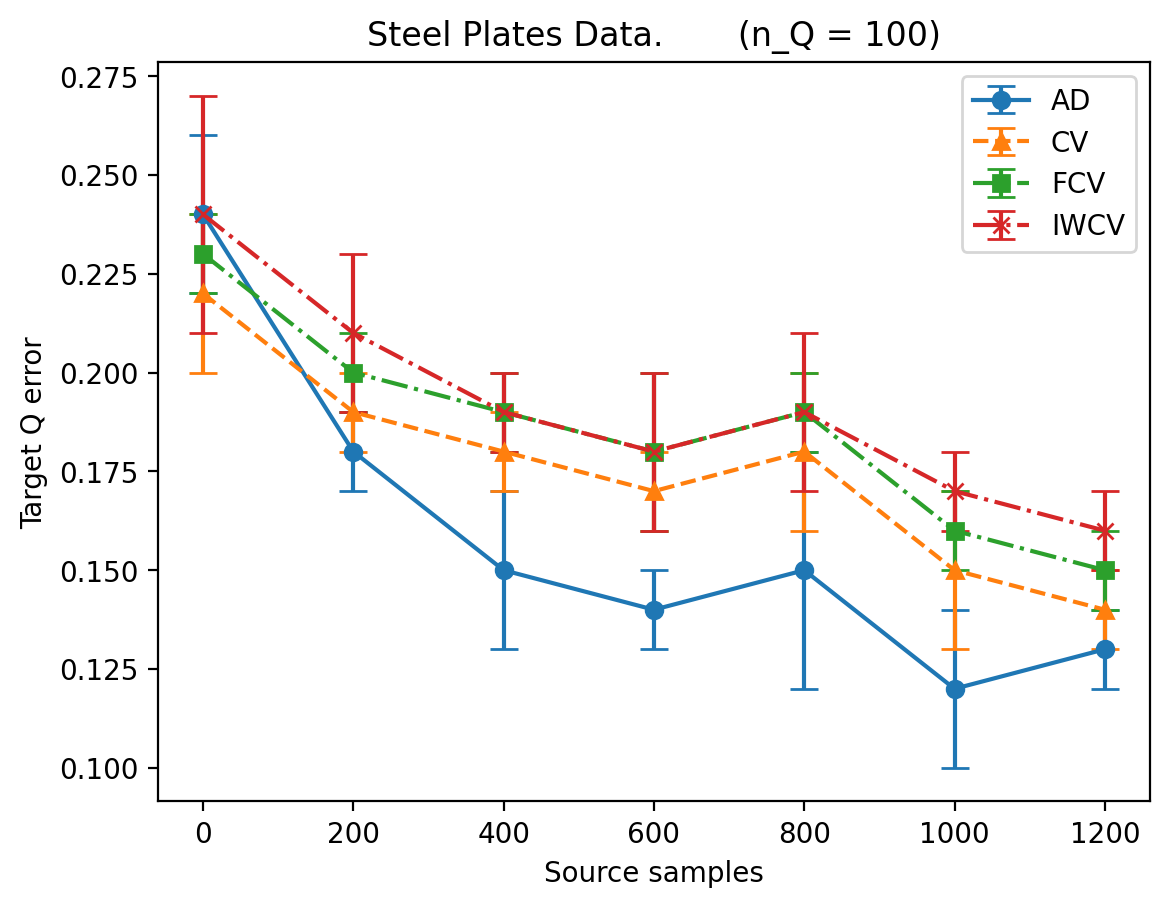 Steel Plates Data. (n_Q = 100)
0.275
0.250
0.225
0.200
0.175
0.150
0.125
0.100
Target Q error
AD
CV
FCV
IWCV
0 200 400 600 800 1000 1200
Source samples